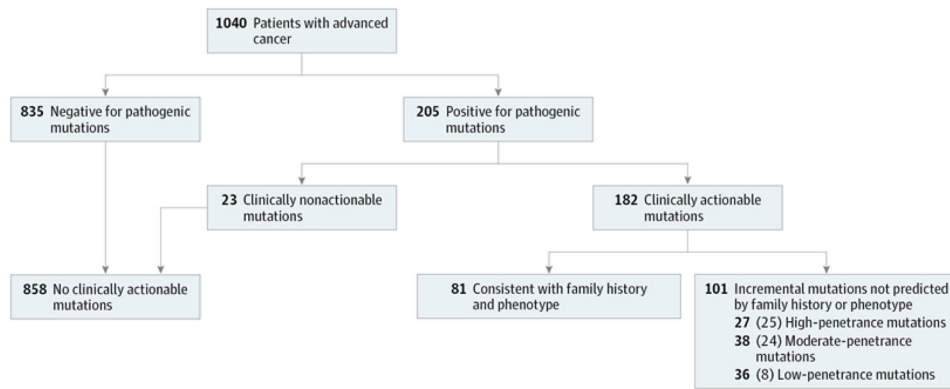 1040 Patients with advanced
cancer
835 Negative for pathogenic
mutations
205 Positive for pathogenic
mutations
23 Clinically nonactionable
mutations
182 Clinically actionable
mutations
858 No clinically actionable
mutations
81 Consistent with family history
and phenotype
101 Incremental mutations not predicted
by family history or phenotype
27 (25) High-penetrance mutations
38 (24) Moderate-penetrance
mutations
36 (8) Low-penetrance mutations